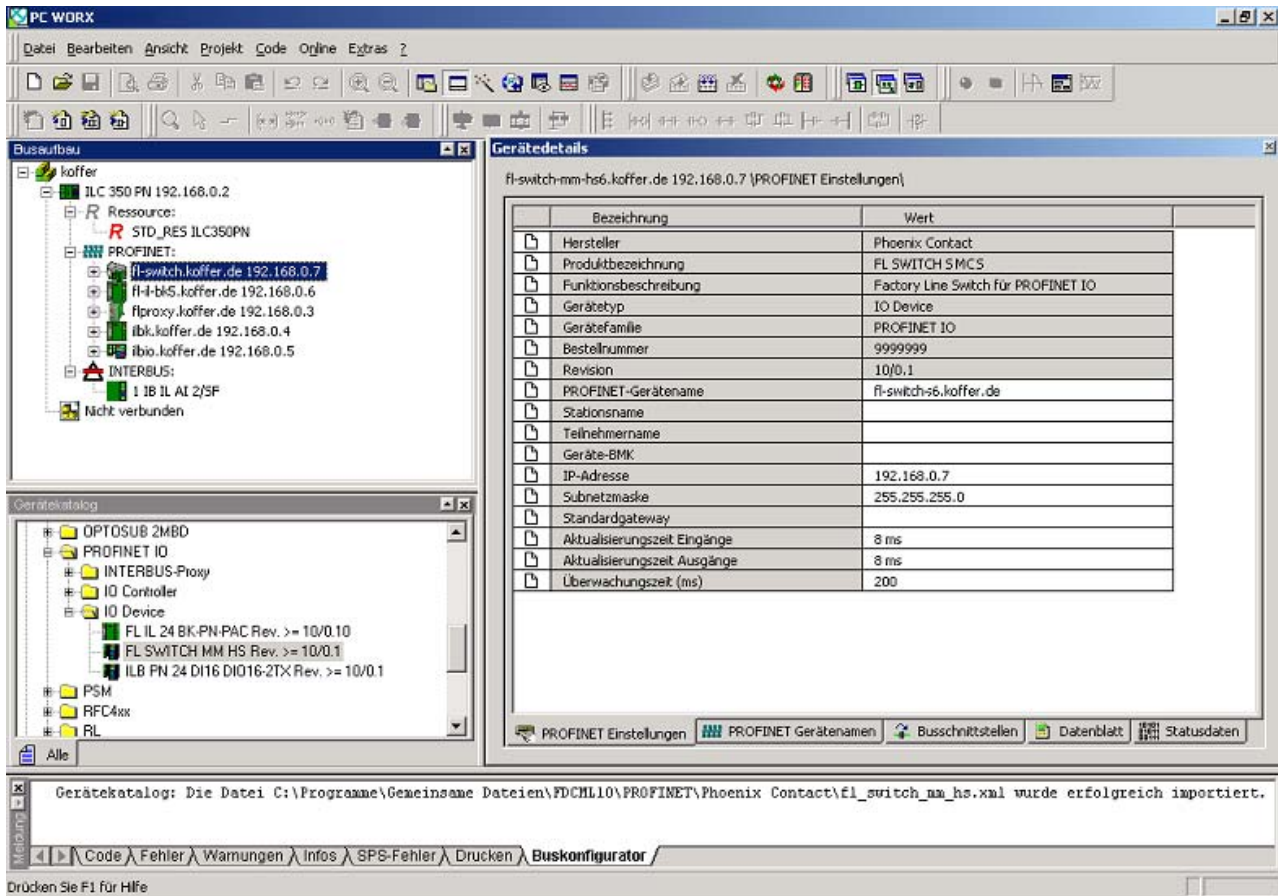 PC WORX
Datei Bearbeiten Ansicht Projekt Code Online Extras ?
Busaufbau
koffer
ILC 350 PN 192.168.0.2
Ressource:
STD_RES ILC350PN
PROFINET:
fl-switch.koffer.de 192.168.0.7
fl-il-bk5.koffer.de 192.168.0.6
flproxy.koffer.de 192.168.0.3
ilbk.koffer.de 192.168.0.4
ilbio.koffer.de 192.168.0.5
INTERBUS:
1 IB IL AI 2/SF
Nicht verbunden
Gerätekatalog
OPTOSUB 2MBD
PROFINET IO
INTERBUS-Proxy
IO Controller
IO Device
FL IL 24 BK-PN-PAC Rev. >= 10/0.10
FL SWITCH MM HS Rev. >= 10/0.1
ILB PN 24 DI16 DIO16-2TX Rev. >= 10/0.1
PSM
RFC4xx
RL
Alle
Gerätedetails
fl-switch-mm-hs6.koffer.de 192.168.0.7 \PROFINET Einstellungen\
Bezeichnung Wert
Hersteller Phoenix Contact
Produktbezeichnung FL SWITCH SMCS
Funktionsbeschreibung Factory Line Switch für PROFINET IO
Gerätetyp IO Device
Gerätefamilie PROFINET IO
Bestellnummer 9999999
Revision 10/0.1
PROFINET-Gerätename fl-switch-s6.koffer.de
Stationsname
Teilnehmername
Geräte-BMK
IP-Adresse 192.168.0.7
Subnetzmaske 255.255.255.0
Standardgateway
Aktualisierungszeit Eingänge 8 ms
Aktualisierungszeit Ausgänge 8 ms
Überwachungszeit (ms) 200
PROFINET Einstellungen PROFINET Gerätenamen Busschnittstellen Datenblatt Statusdaten
Meldung
Gerätekatalog: Die Datei C:\Programme\Gemeinsame Dateien\FDCML10\PROFINET\Phoenix Contact\fl_switch_mm_hs.xml wurde erfolgreich importiert.
Code Fehler Warnungen Infos SPS-Fehler Drucken Buskonfigurator
Drücken Sie F1 für Hilfe